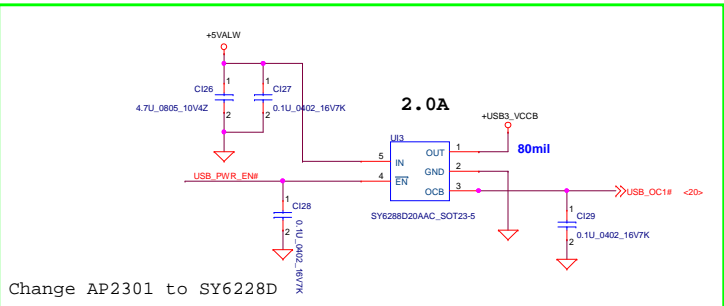 +5VALW
CI26
1
2
4.7U_0805_10V4Z
CI27
1
2
0.1U_0402_16V7K
2.0A
+USB3_VCCB
UI3
5
IN
OUT
1
80mil
GND
2
USB_PWR_EN#
4
EN
OCB
3
USB_OC1# <20>
SY6288D20AAC_SOT23-5
CI28
1
2
0.1U_0402_16V7K
CI29
1
2
0.1U_0402_16V7K
Change AP2301 to SY6228D